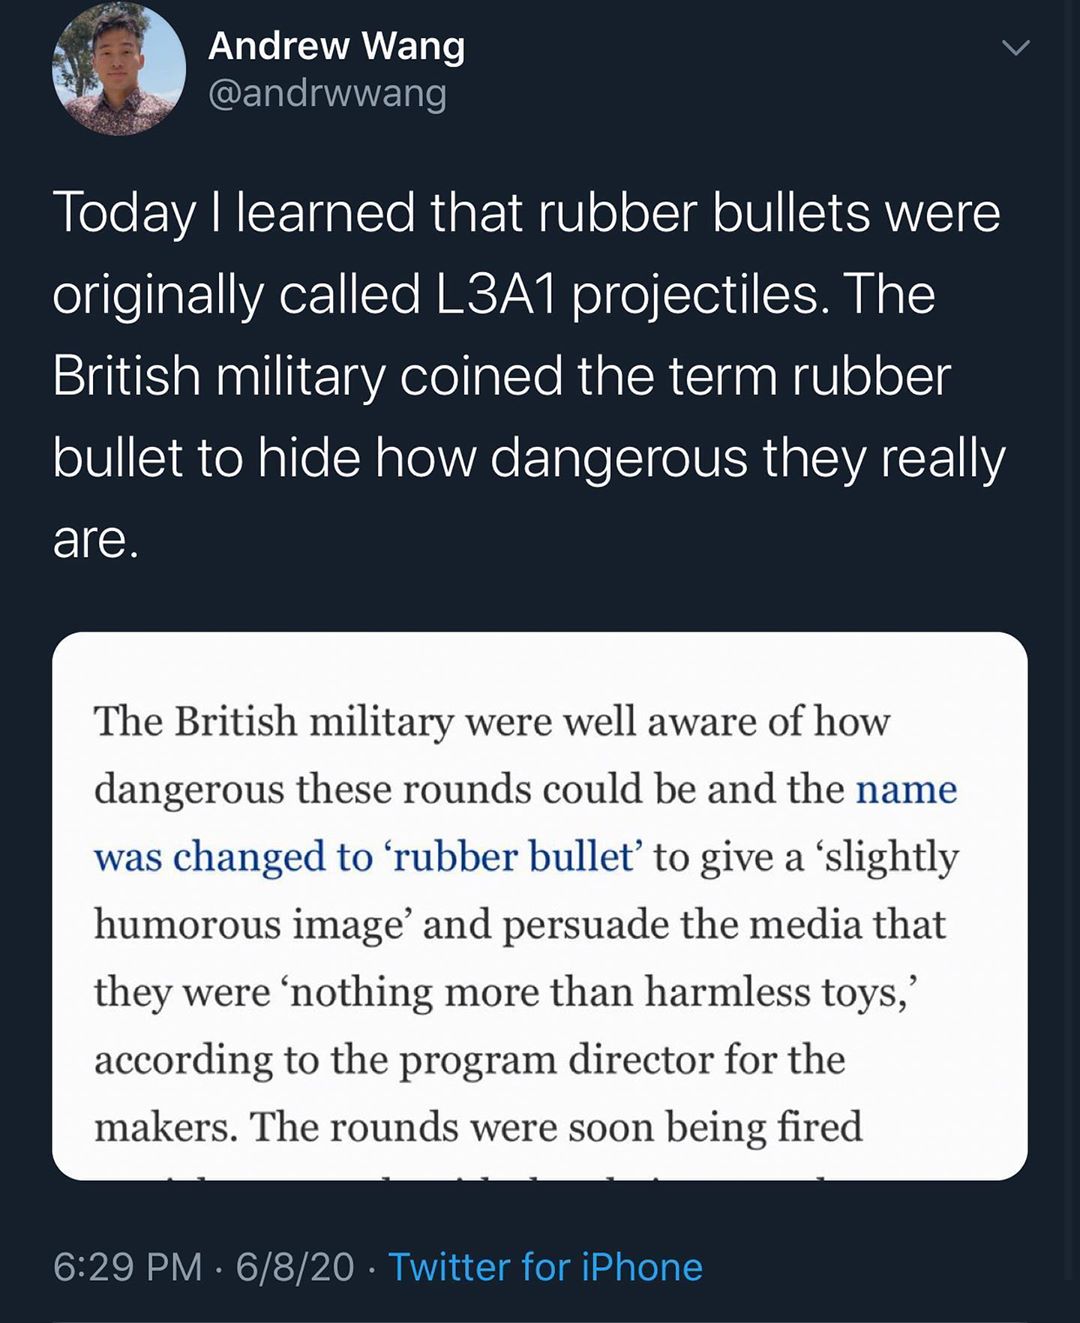 Andrew Wang
@andrwwang
Today I learned that rubber bullets were
originally called L3A1 projectiles. The
British military coined the term rubber
bullet to hide how dangerous they really
are.
The British military were well aware of how
dangerous these rounds could be and the name
was changed to ‘rubber bullet’ to give a ‘slightly
humorous image’ and persuade the media that
they were ‘nothing more than harmless toys,’
according to the program director for the
makers. The rounds were soon being fired
6:29 PM · 6/8/20 · Twitter for iPhone